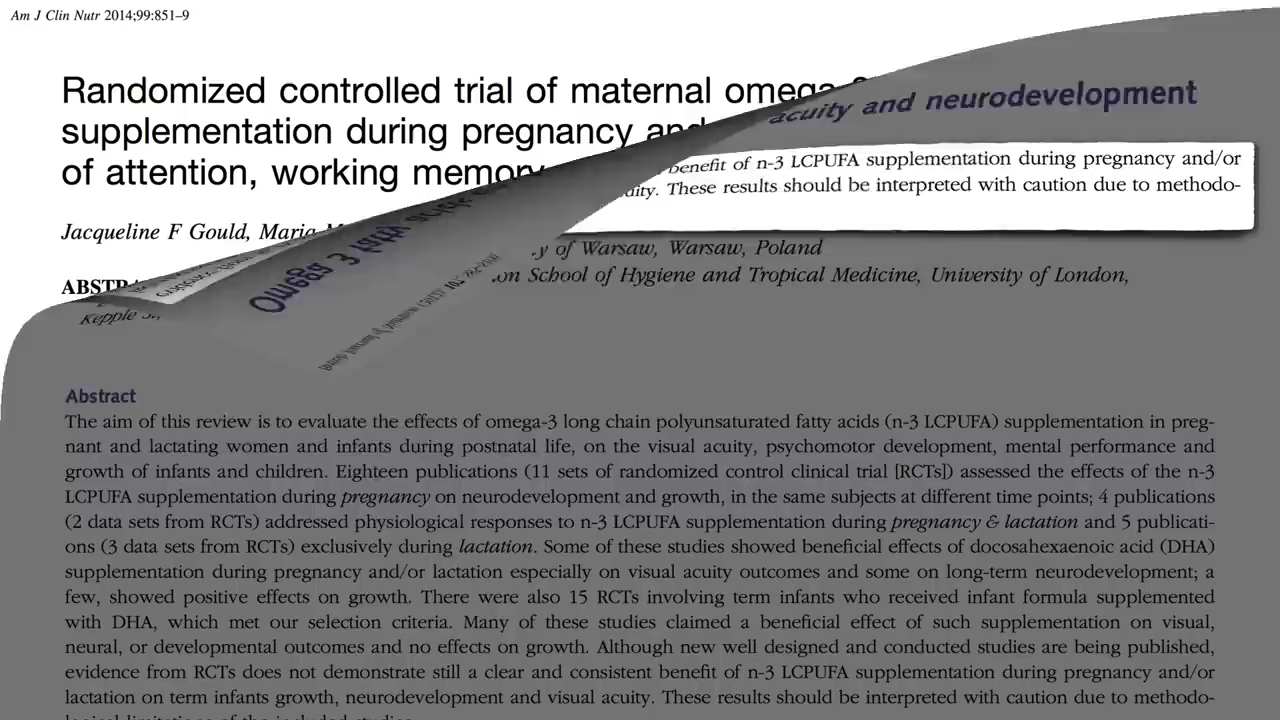 Am J Clin Nutr 2014;99:851–9
Randomized controlled trial of maternal omega
acuity and neurodevelopment
supplementation during pregnancy and
benefit of n-3 LCPUFA supplementation during pregnancy and/or
of attention, working memory
These results should be interpreted with caution due to methodo-
Jacqueline F Gould, Maria
y of Warsaw, Warsaw, Poland
on School of Hygiene and Tropical Medicine, University of London,
Omega 3
Kepple
Abstract
The aim of this review is to evaluate the effects of omega-3 long chain polyunsaturated fatty acids (n-3 LCPUFA) supplementation in preg-
nant and lactating women and infants during postnatal life, on the visual acuity, psychomotor development, mental performance and
growth of infants and children. Eighteen publications (11 sets of randomized control clinical trial [RCTs]) assessed the effects of the n-3
LCPUFA supplementation during pregnancy on neurodevelopment and growth, in the same subjects at different time points; 4 publications
(2 data sets from RCTs) addressed physiological responses to n-3 LCPUFA supplementation during pregnancy & lactation and 5 publicati-
ons (3 data sets from RCTs) exclusively during lactation. Some of these studies showed beneficial effects of docosahexaenoic acid (DHA)
supplementation during pregnancy and/or lactation especially on visual acuity outcomes and some on long-term neurodevelopment; a
few, showed positive effects on growth. There were also 15 RCTs involving term infants who received infant formula supplemented
with DHA, which met our selection criteria. Many of these studies claimed a beneficial effect of such supplementation on visual,
neural, or developmental outcomes and no effects on growth. Although new well designed and conducted studies are being published,
evidence from RCTs does not demonstrate still a clear and consistent benefit of n-3 LCPUFA supplementation during pregnancy and/or
lactation on term infants growth, neurodevelopment and visual acuity. These results should be interpreted with caution due to methodo-
logical limitations of the included studies.